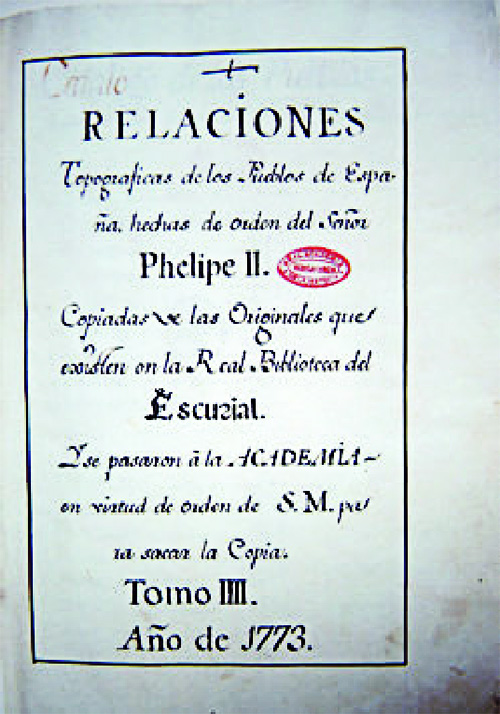 RELACIONES
Topograficas de los Pueblos de Espa-
ña, hechas de orden del Señor
Phelipe II.
Copiadas de las Originales que
existen en la Real Biblioteca del
Escurial.
Y se pasaron à la ACADEMIA
en virtud de orden de S. M. pa
ra sacar la Copia.
Tomo IIII.
Año de 1773.